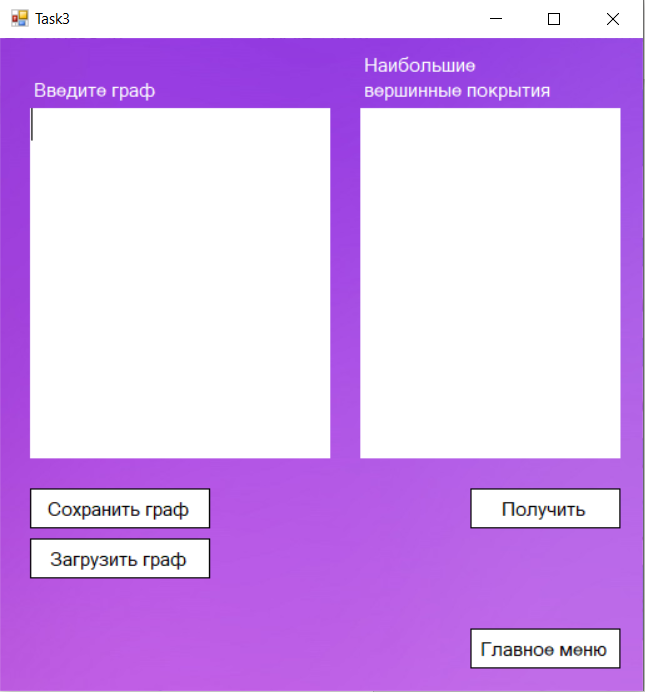 Task3
Введите граф
Наибольшие
вершинные покрытия
Сохранить граф
Получить
Загрузить граф
Главное меню